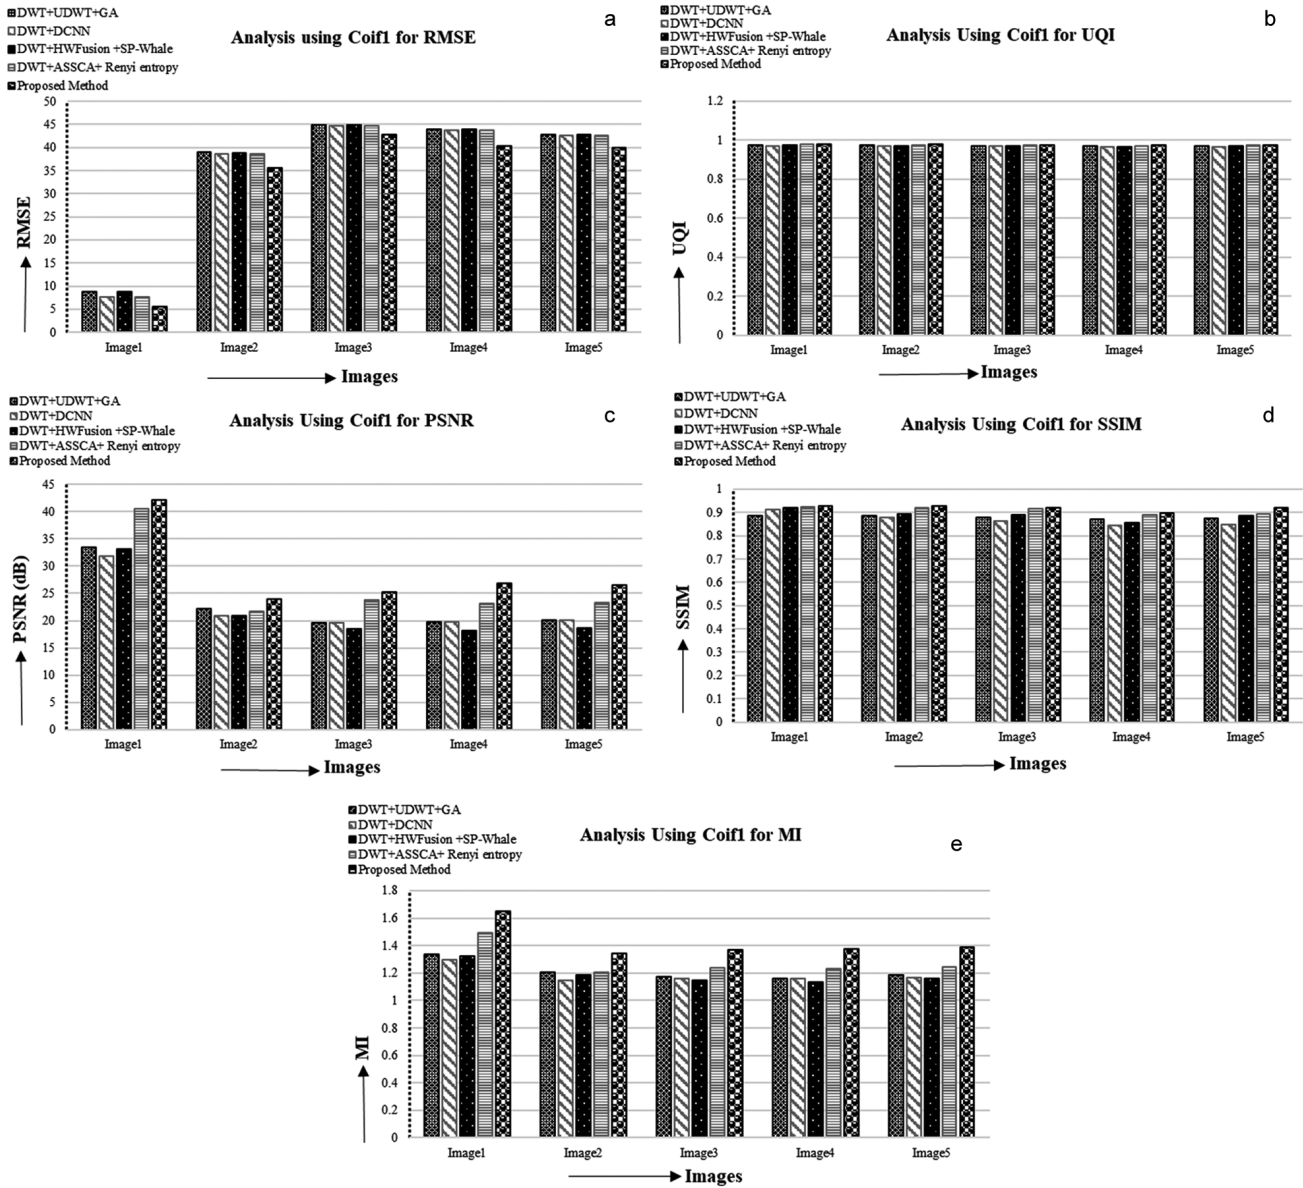 DWT+UDWT+GA
DWT+DCNN
DWT+HWFusion +SP-Whale
DWT+ASSCA+ Renyi entropy
Proposed Method
Analysis using Coif1 for RMSE
a
50
45
40
35
30
25
20
15
10
5
0
RMSE
Image1 Image2 Image3 Image4 Image5
Images
DWT+UDWT+GA
DWT+DCNN
DWT+HWFusion +SP-Whale
DWT+ASSCA+ Renyi entropy
Proposed Method
Analysis Using Coif1 for UQI
b
1.2
1
0.8
0.6
0.4
0.2
0
UQI
Image1 Image2 Image3 Image4 Image5
Images
DWT+UDWT+GA
DWT+DCNN
DWT+HWFusion +SP-Whale
DWT+ASSCA+ Renyi entropy
Proposed Method
Analysis Using Coif1 for PSNR
c
45
40
35
30
25
20
15
10
5
0
PSNR (dB)
Image1 Image2 Image3 Image4 Image5
Images
DWT+UDWT+GA
DWT+DCNN
DWT+HWFusion +SP-Whale
DWT+ASSCA+ Renyi entropy
Proposed Method
Analysis Using Coif1 for SSIM
d
1
0.9
0.8
0.7
0.6
0.5
0.4
0.3
0.2
0.1
0
SSIM
Image1 Image2 Image3 Image4 Image5
Images
DWT+UDWT+GA
DWT+DCNN
DWT+HWFusion +SP-Whale
DWT+ASSCA+ Renyi entropy
Proposed Method
Analysis Using Coif1 for MI
e
1.8
1.6
1.4
1.2
1
0.8
0.6
0.4
0.2
0
MI
Image1 Image2 Image3 Image4 Image5
Images